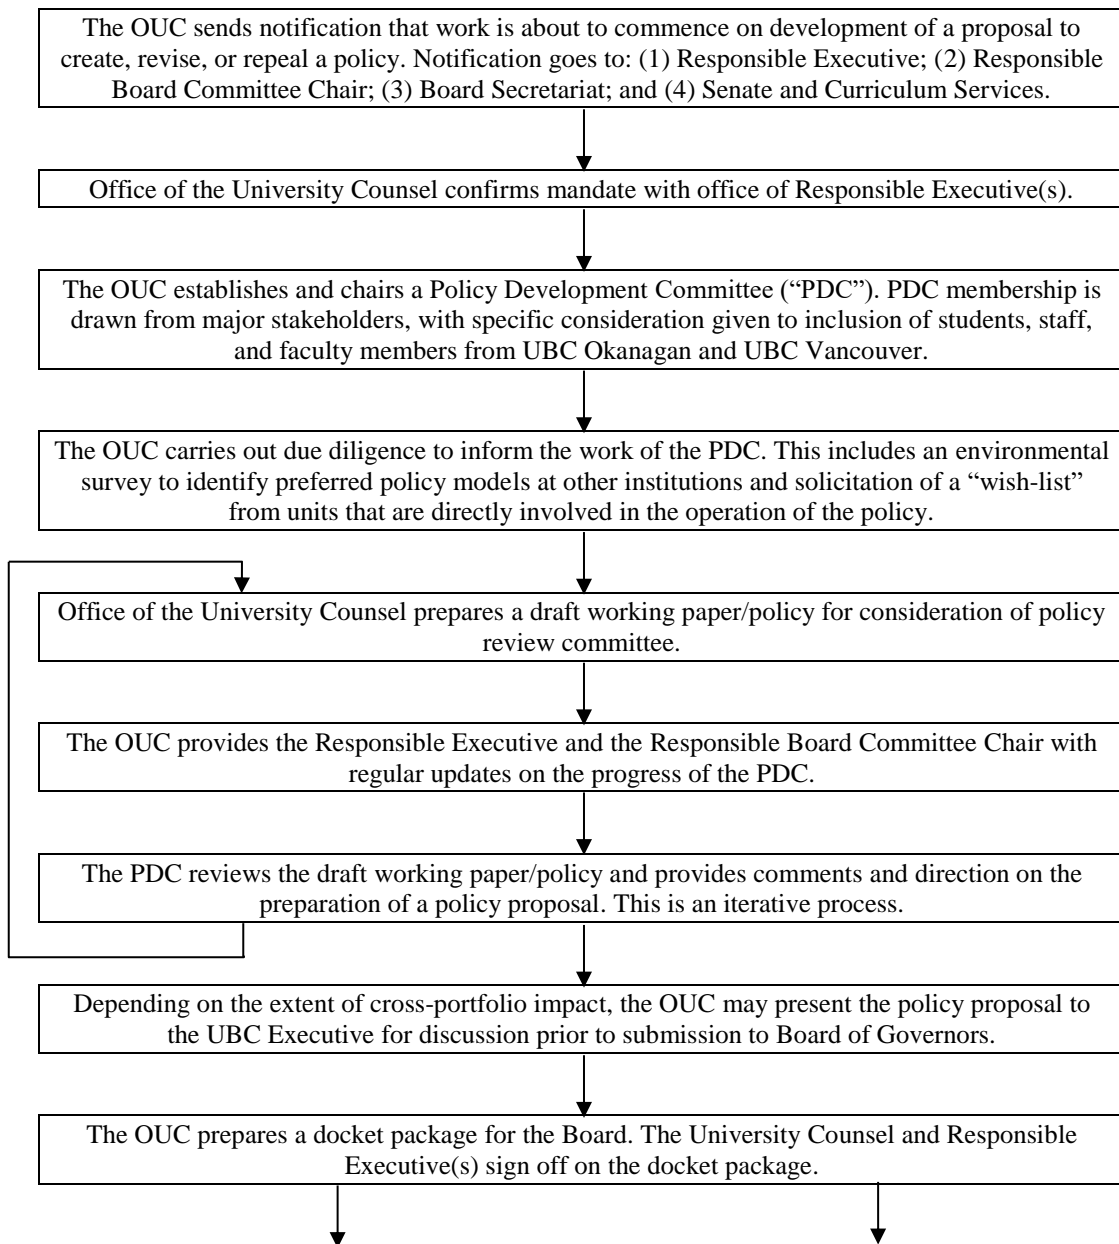 The OUC sends notification that work is about to commence on development of a proposal to
create, revise, or repeal a policy. Notification goes to: (1) Responsible Executive; (2) Responsible
Board Committee Chair; (3) Board Secretariat; and (4) Senate and Curriculum Services.
Office of the University Counsel confirms mandate with office of Responsible Executive(s).
The OUC establishes and chairs a Policy Development Committee (“PDC”). PDC membership is
drawn from major stakeholders, with specific consideration given to inclusion of students, staff,
and faculty members from UBC Okanagan and UBC Vancouver.
The OUC carries out due diligence to inform the work of the PDC. This includes an environmental
survey to identify preferred policy models at other institutions and solicitation of a “wish-list”
from units that are directly involved in the operation of the policy.
Office of the University Counsel prepares a draft working paper/policy for consideration of policy
review committee.
The OUC provides the Responsible Executive and the Responsible Board Committee Chair with
regular updates on the progress of the PDC.
The PDC reviews the draft working paper/policy and provides comments and direction on the
preparation of a policy proposal. This is an iterative process.
Depending on the extent of cross-portfolio impact, the OUC may present the policy proposal to
the UBC Executive for discussion prior to submission to Board of Governors.
The OUC prepares a docket package for the Board. The University Counsel and Responsible
Executive(s) sign off on the docket package.